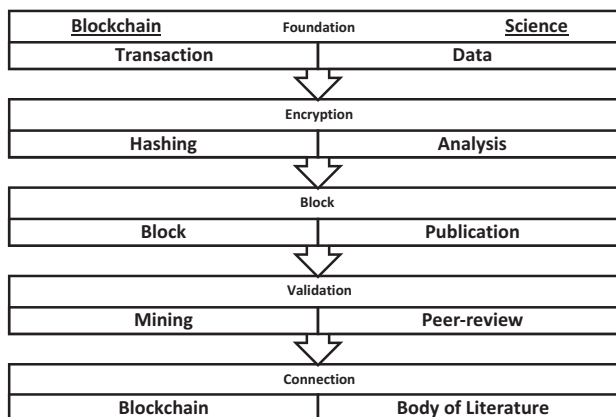 Blockchain Foundation Science
Transaction Data
Encryption
Hashing Analysis
Block
Block Publication
Validation
Mining Peer-review
Connection
Blockchain Body of Literature